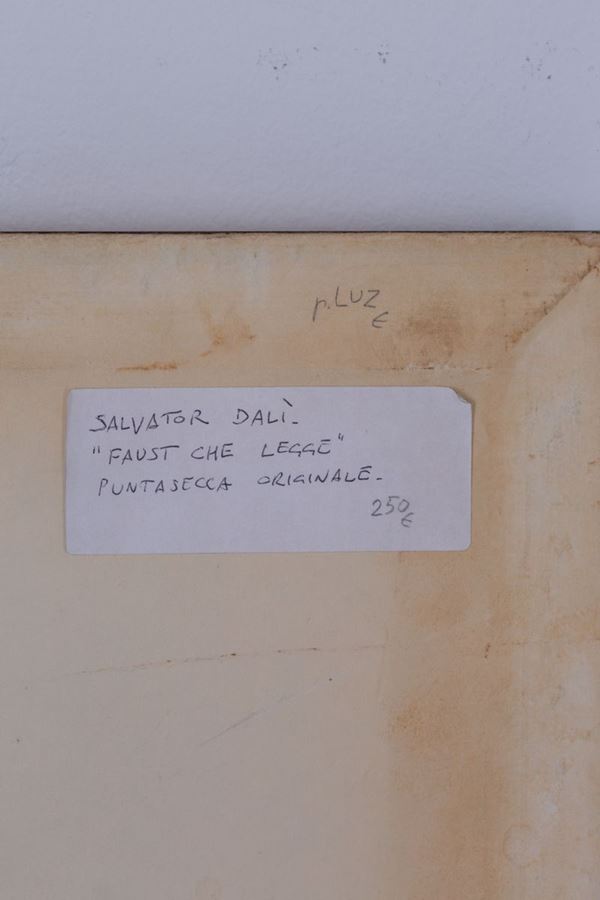 p.LUZ
€
SALVATOR DALÌ-
"FAUST CHE LEGGE"
PUNTASECCA ORIGINALE-
250€